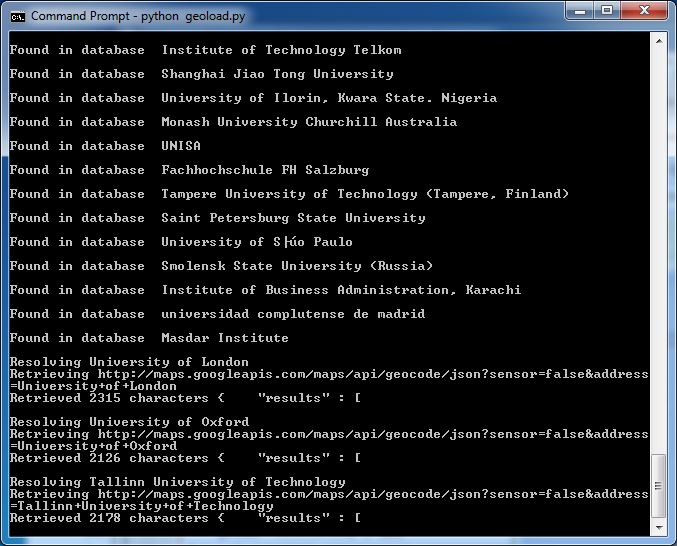 Command Prompt - python  geoload.py
Found in database  Institute of Technology Telkom
Found in database  Shanghai Jiao Tong University
Found in database  University of Ilorin, Kwara State. Nigeria
Found in database  Monash University Churchill Australia
Found in database  UNISA
Found in database  Fachhochschule FH Salzburg
Found in database  Tampere University of Technology (Tampere, Finland)
Found in database  Saint Petersburg State University
Found in database  University of S├úo Paulo
Found in database  Smolensk State University (Russia)
Found in database  Institute of Business Administration, Karachi
Found in database  universidad complutense de madrid
Found in database  Masdar Institute
Resolving University of London
Retrieving http://maps.googleapis.com/maps/api/geocode/json?sensor=false&address
=University+of+London
Retrieved 2315 characters {    "results" : [
Resolving University of Oxford
Retrieving http://maps.googleapis.com/maps/api/geocode/json?sensor=false&address
=University+of+Oxford
Retrieved 2126 characters {    "results" : [
Resolving Tallinn University of Technology
Retrieving http://maps.googleapis.com/maps/api/geocode/json?sensor=false&address
=Tallinn+University+of+Technology
Retrieved 2178 characters {    "results" : [